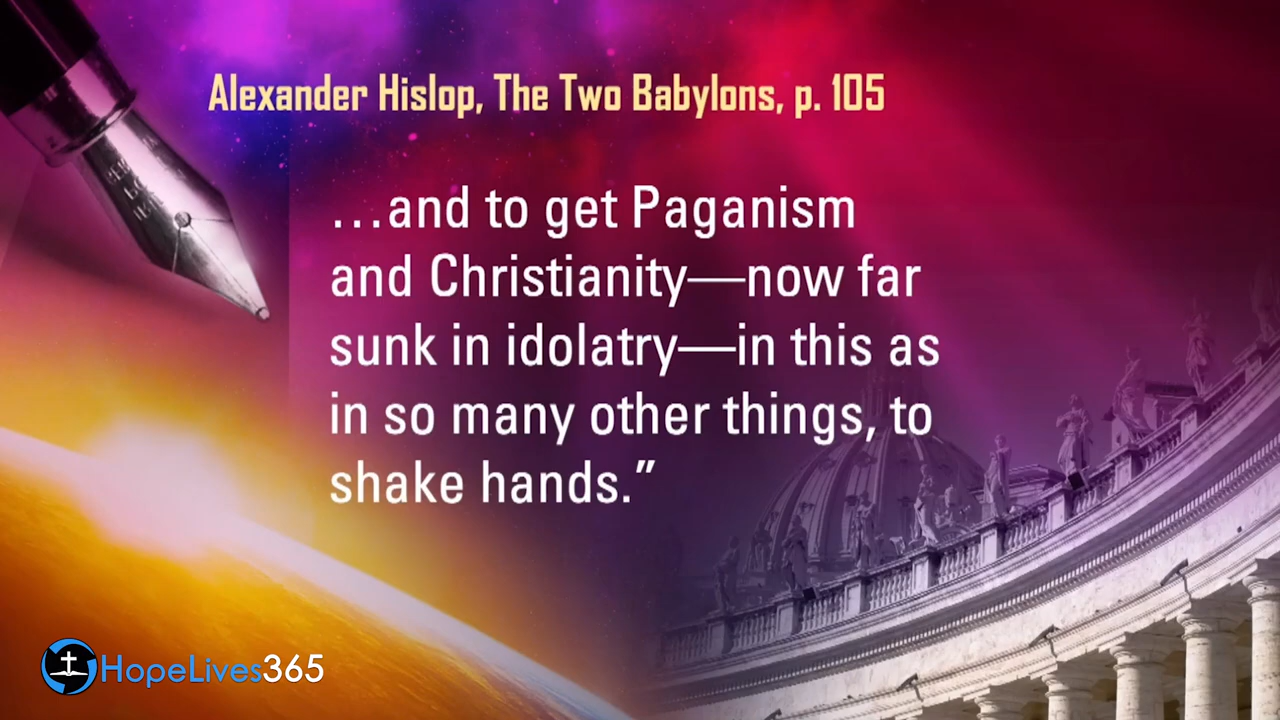 Alexander Hislop, The Two Babylons, p. 105
…and to get Paganism
and Christianity—now far
sunk in idolatry—in this as
in so many other things, to
shake hands.”
HopeLives365